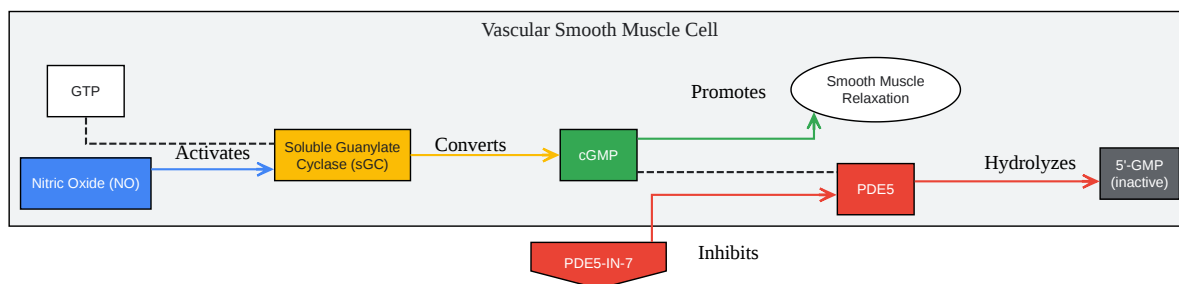 Vascular Smooth Muscle Cell
GTP
Smooth Muscle
Relaxation
Promotes
Activates
Soluble Guanylate
Cyclase (sGC)
Converts
cGMP
Nitric Oxide (NO)
PDE5
Hydrolyzes
5'-GMP
(inactive)
PDE5-IN-7
Inhibits